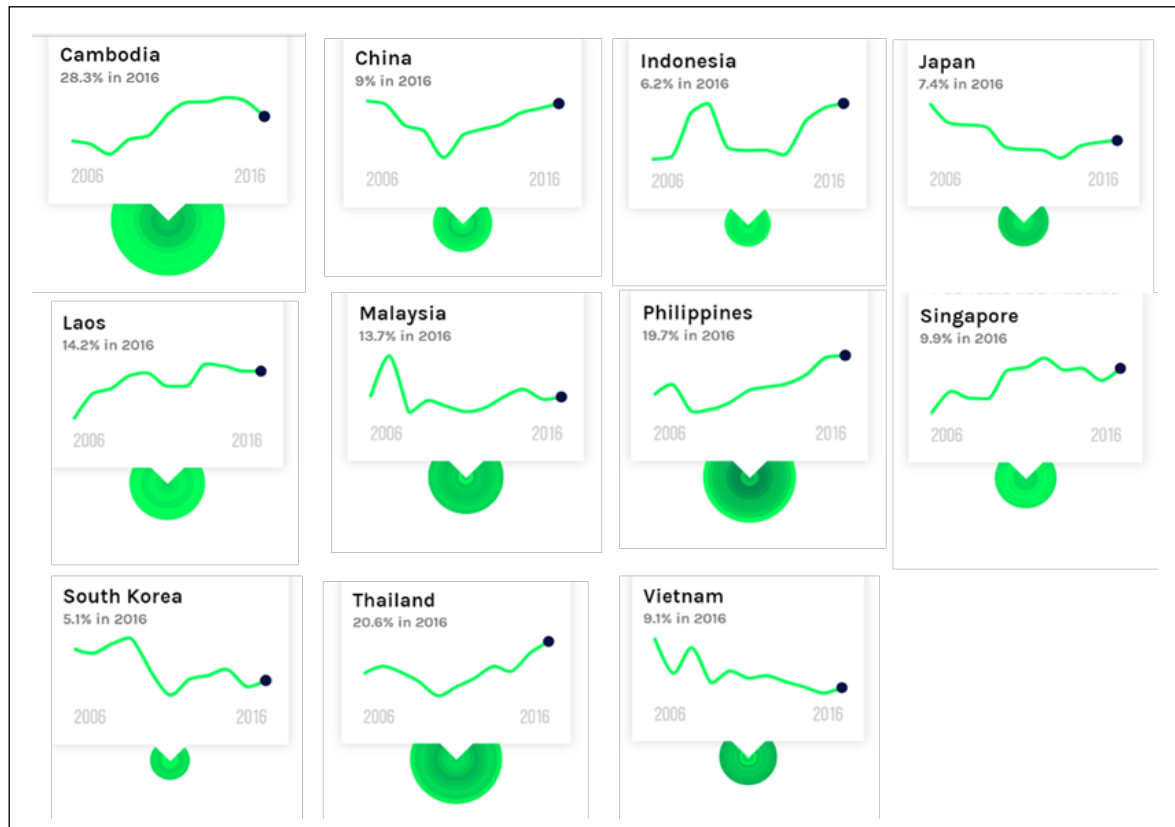 Cambodia
28.3% in 2016
2006 2016
China
9% in 2016
2006 2016
Indonesia
6.2% in 2016
2006 2016
Japan
7.4% in 2016
2006 2016
Laos
14.2% in 2016
2006 2016
Malaysia
13.7% in 2016
2006 2016
Philippines
19.7% in 2016
2006 2016
Singapore
9.9% in 2016
2006 2016
South Korea
5.1% in 2016
2006 2016
Thailand
20.6% in 2016
2006 2016
Vietnam
9.1% in 2016
2006 2016